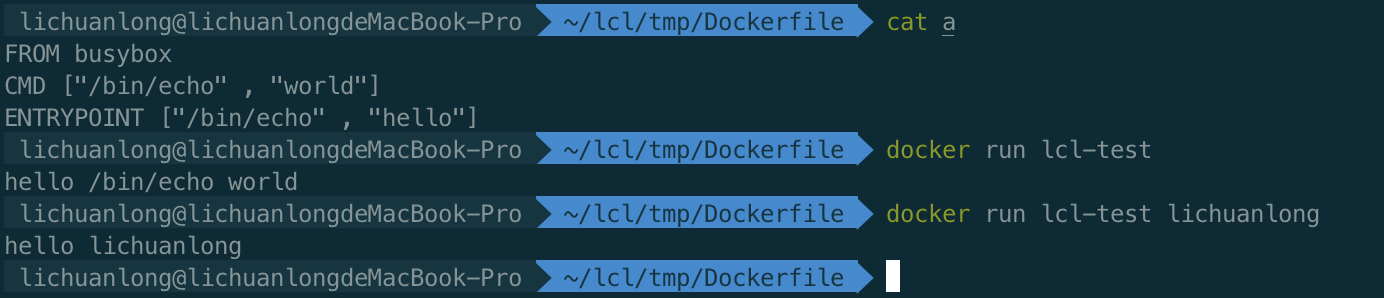 lichuanlong@lichuanlongdeMacBook-Pro ~/lcl/tmp/Dockerfile cat a
FROM busybox
CMD ["/bin/echo" , "world"]
ENTRYPOINT ["/bin/echo" , "hello"]
lichuanlong@lichuanlongdeMacBook-Pro ~/lcl/tmp/Dockerfile docker run lcl-test
hello /bin/echo world
lichuanlong@lichuanlongdeMacBook-Pro ~/lcl/tmp/Dockerfile docker run lcl-test lichuanlong
hello lichuanlong
lichuanlong@lichuanlongdeMacBook-Pro ~/lcl/tmp/Dockerfile